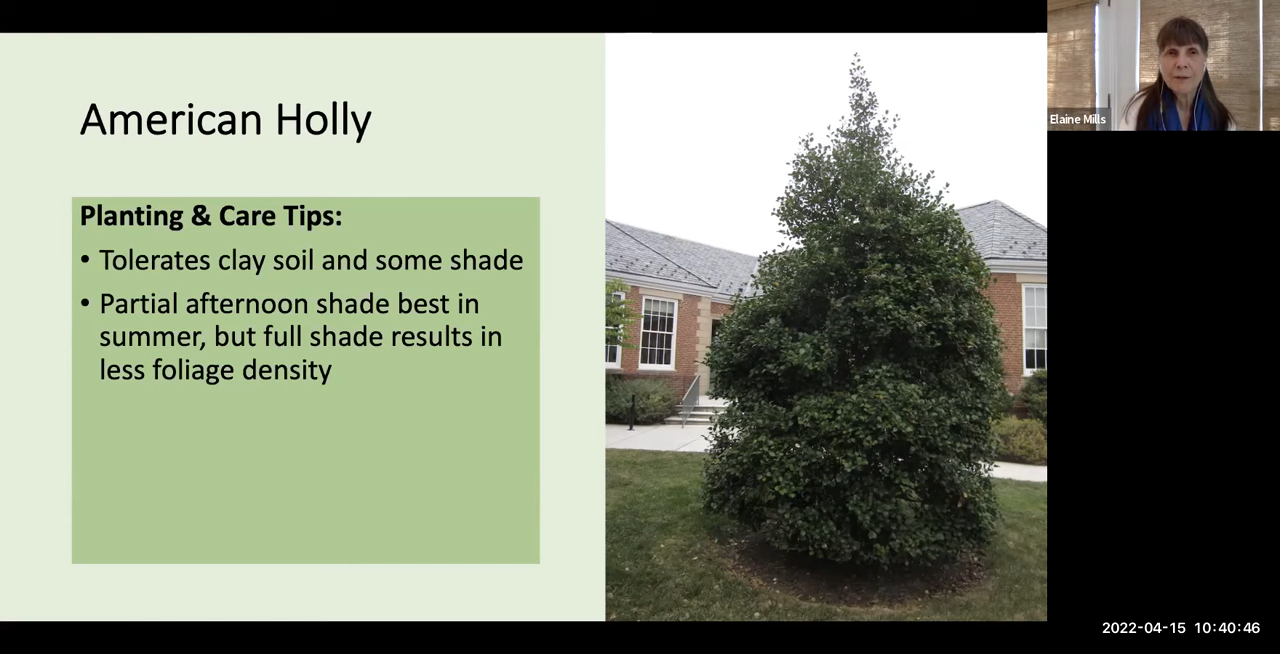 American Holly
Planting & Care Tips:
• Tolerates clay soil and some shade
• Partial afternoon shade best in
summer, but full shade results in
less foliage density
Elaine Mills
2022-04-15 10:40:46